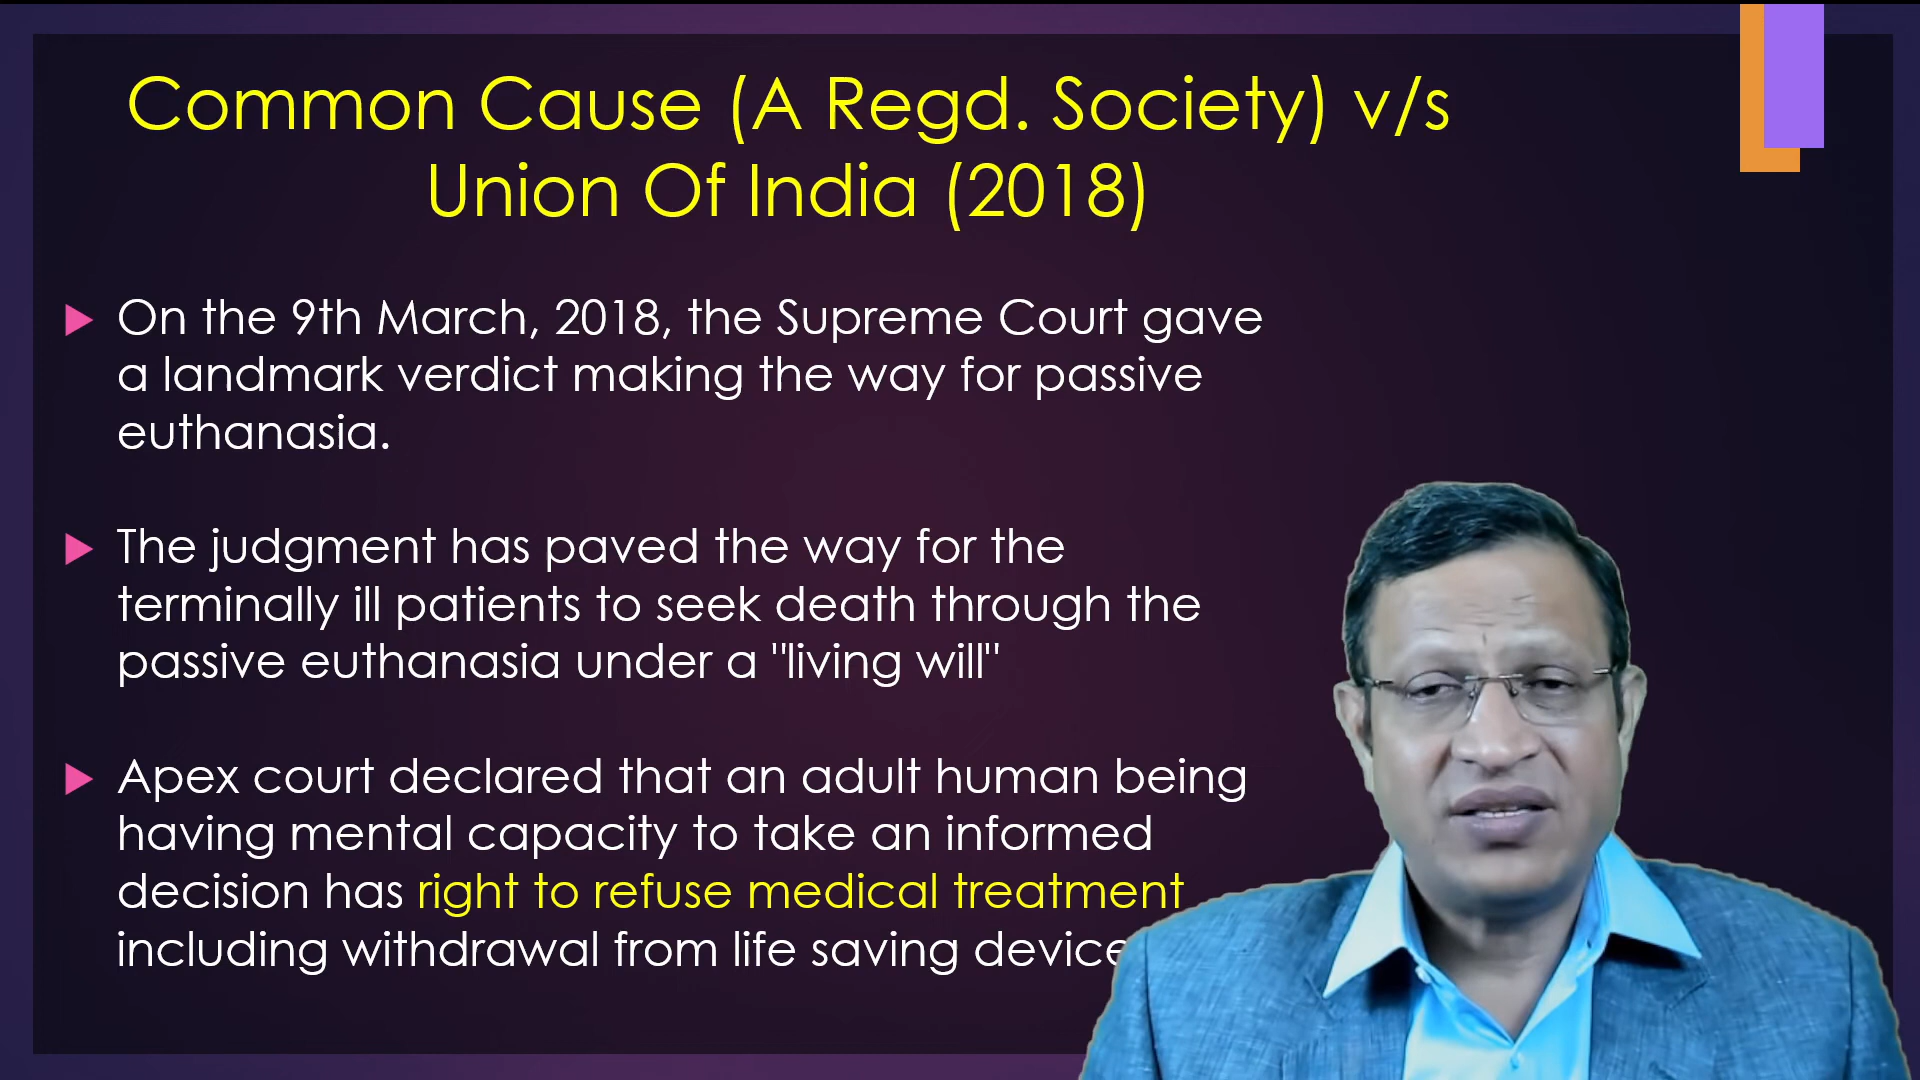 Common Cause (A Regd. Society) v/s
Union Of India (2018)
On the 9th March, 2018, the Supreme Court gave
a landmark verdict making the way for passive
euthanasia.
The judgment has paved the way for the
terminally ill patients to seek death through the
passive euthanasia under a "living will"
Apex court declared that an adult human being
having mental capacity to take an informed
decision has right to refuse medical treatment
including withdrawal from life saving device